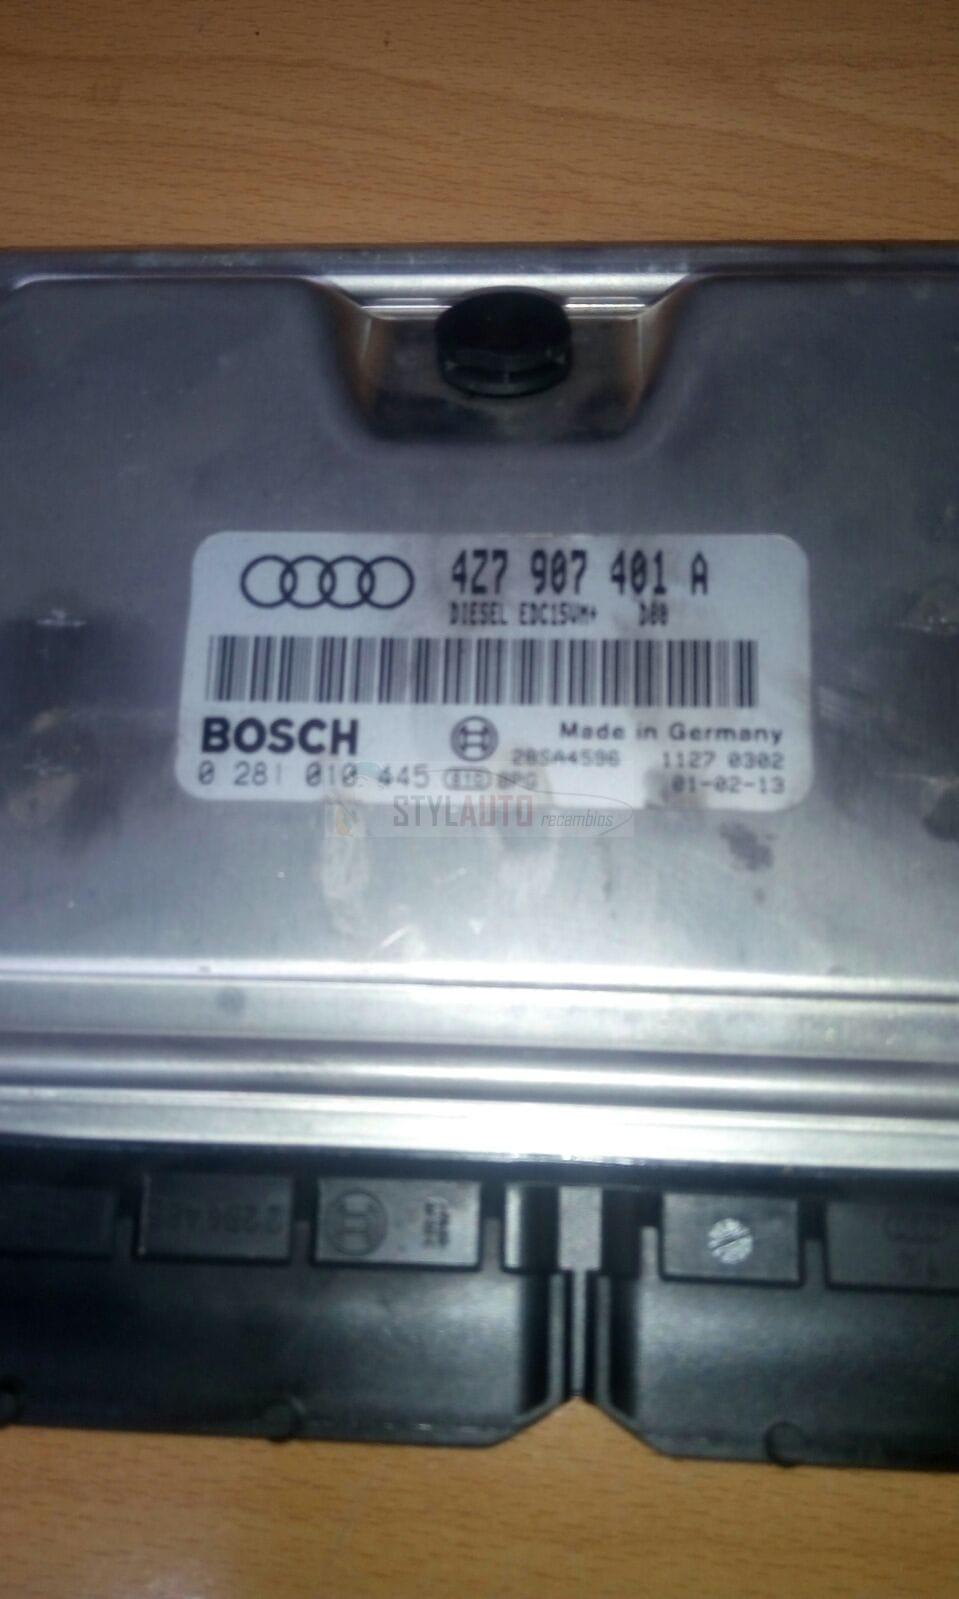 4Z7 907 401 A
DIESEL EDC15VM+ D00
BOSCH
Made in Germany
28SA4596 1127 0302
0 281 010 445 01-02-13
STYLAUTO recambios